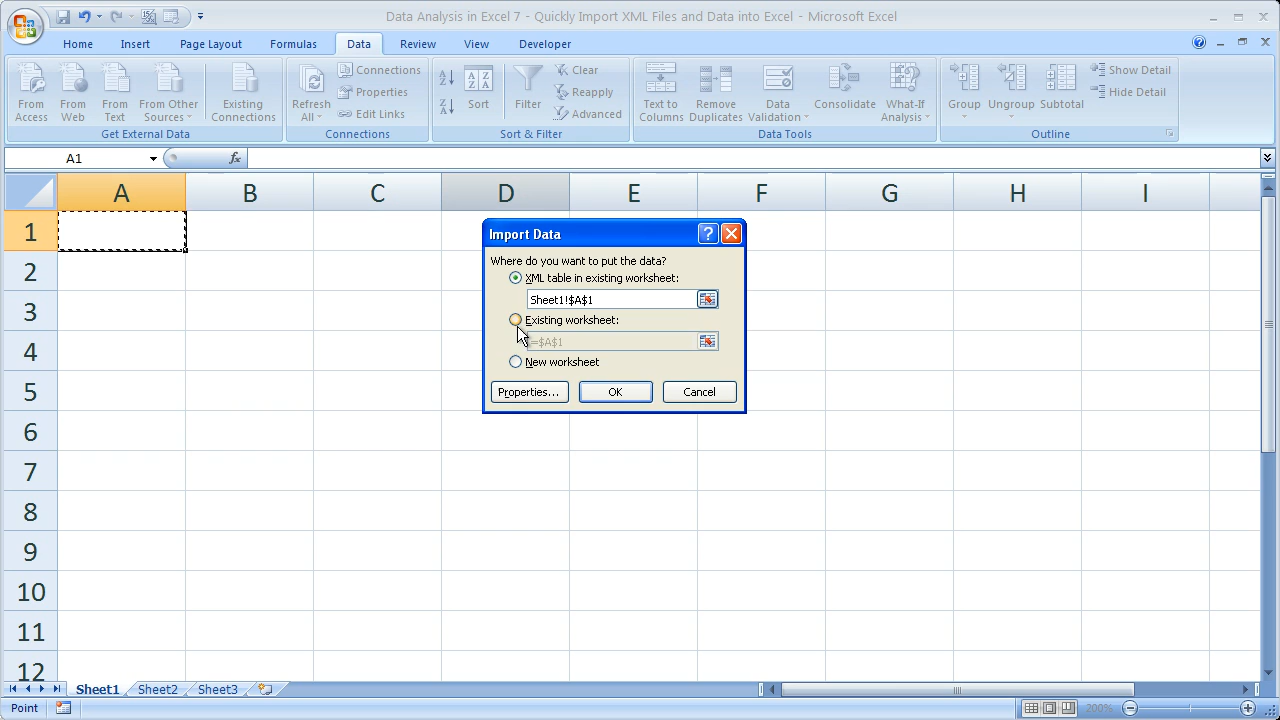 Data Analysis in Excel 7 - Quickly Import XML Files and Data into Excel - Microsoft Excel
Home Insert Page Layout Formulas Data Review View Developer
From Access
From Web
From Text
From Other Sources
Existing Connections
Get External Data
Refresh All
Connections
Properties
Edit Links
Connections
Sort
Filter
Clear
Reapply
Advanced
Sort & Filter
Text to Columns
Remove Duplicates
Data Validation
Consolidate
What-If Analysis
Data Tools
Group
Ungroup
Subtotal
Show Detail
Hide Detail
Outline
A1 fx
A B C D E F G H I
1
2
3
4
5
6
7
8
9
10
11
12
Import Data
Where do you want to put the data?
XML table in existing worksheet:
Sheet1!$A$1
Existing worksheet:
=$A$1
New worksheet
Properties... OK Cancel
Sheet1 Sheet2 Sheet3
Point 200%